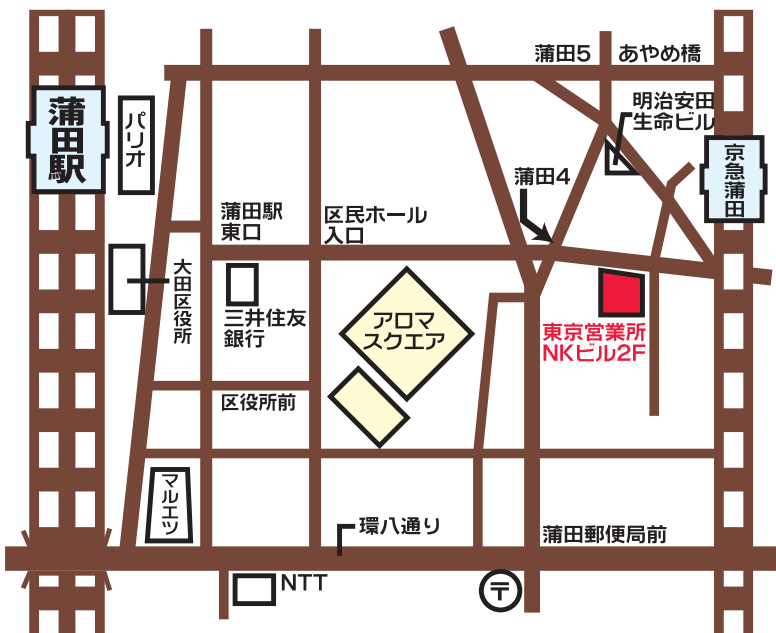 蒲田5
あやめ橋
蒲田駅
パリオ
明治安田
生命ビル
京急蒲田
蒲田4
蒲田駅
東口
区民ホール
入口
大田区役所
三井住友
銀行
アロマ
スクエア
東京営業所
NKビル2F
区役所前
マルエツ
環八通り
蒲田郵便局前
NTT
〒